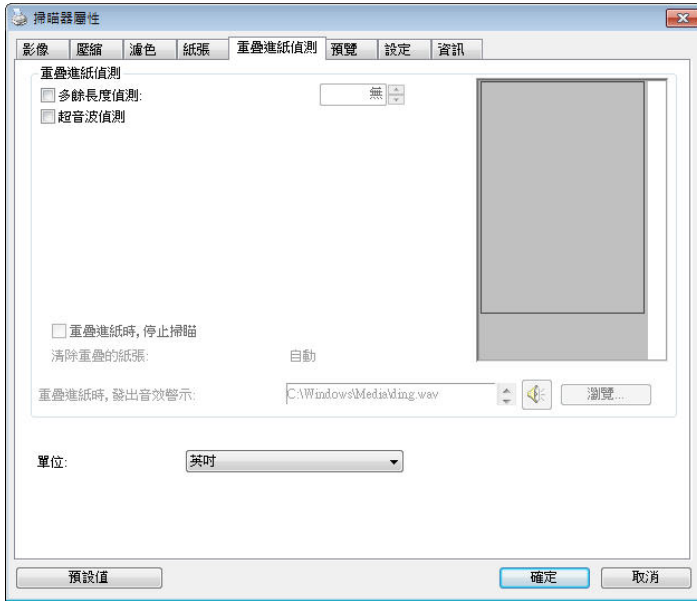 掃瞄器屬性
影像 壓縮 濾色 紙張 重疊進紙偵測 預覽 設定 資訊
重疊進紙偵測
多餘長度偵測: 無
超音波偵測
重疊進紙時, 停止掃瞄
清除重疊的紙張: 自動
重疊進紙時, 發出音效警示: C:\Windows\Media\ding.wav 瀏覽...
單位: 英吋
預設值 確定 取消